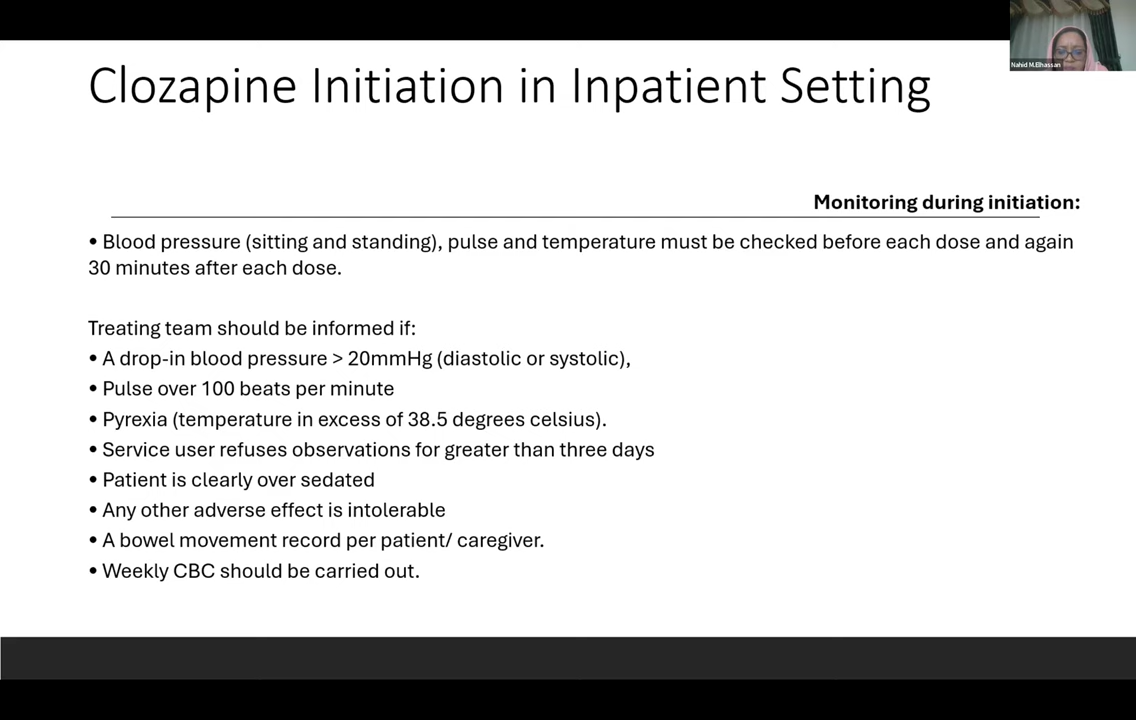 Nahid M.Elhassan
Clozapine Initiation in Inpatient Setting
Monitoring during initiation:
• Blood pressure (sitting and standing), pulse and temperature must be checked before each dose and again
30 minutes after each dose.
Treating team should be informed if:
• A drop-in blood pressure > 20mmHg (diastolic or systolic),
• Pulse over 100 beats per minute
• Pyrexia (temperature in excess of 38.5 degrees celsius).
• Service user refuses observations for greater than three days
• Patient is clearly over sedated
• Any other adverse effect is intolerable
• A bowel movement record per patient/ caregiver.
• Weekly CBC should be carried out.